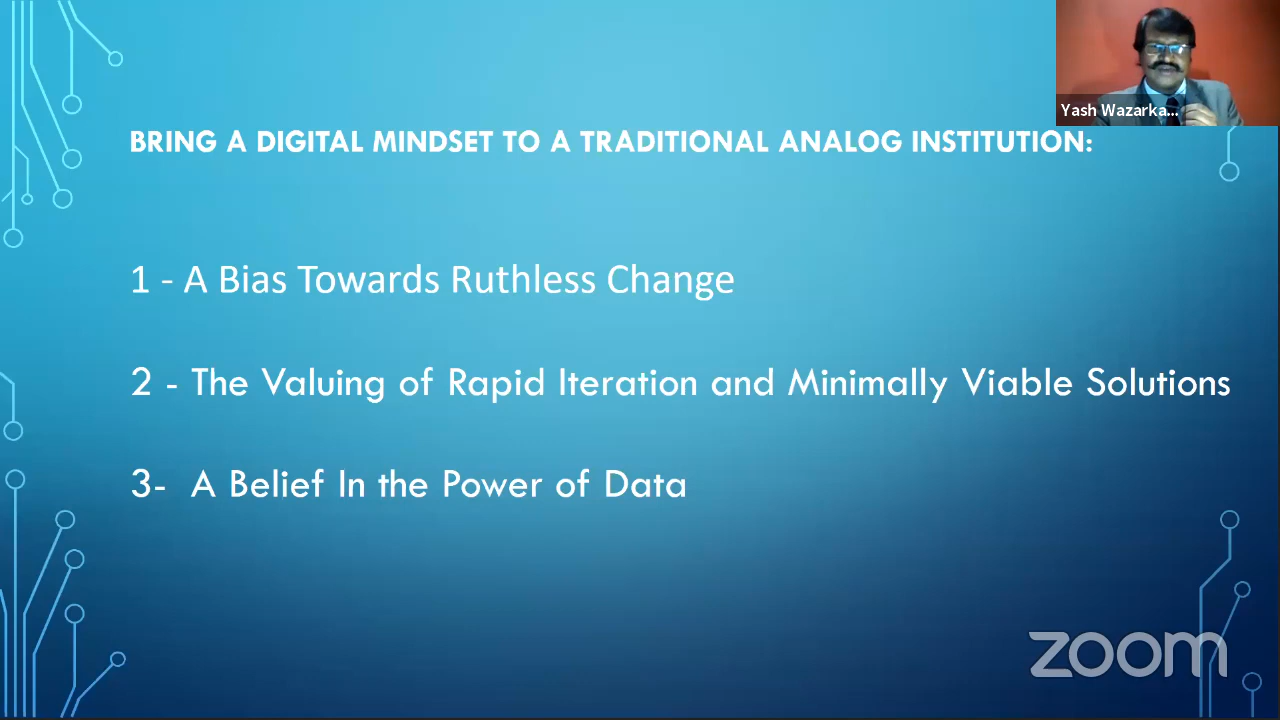 Yash Wazarka...
BRING A DIGITAL MINDSET TO A TRADITIONAL ANALOG INSTITUTION:
1 - A Bias Towards Ruthless Change
2 - The Valuing of Rapid Iteration and Minimally Viable Solutions
3- A Belief In the Power of Data
zoom